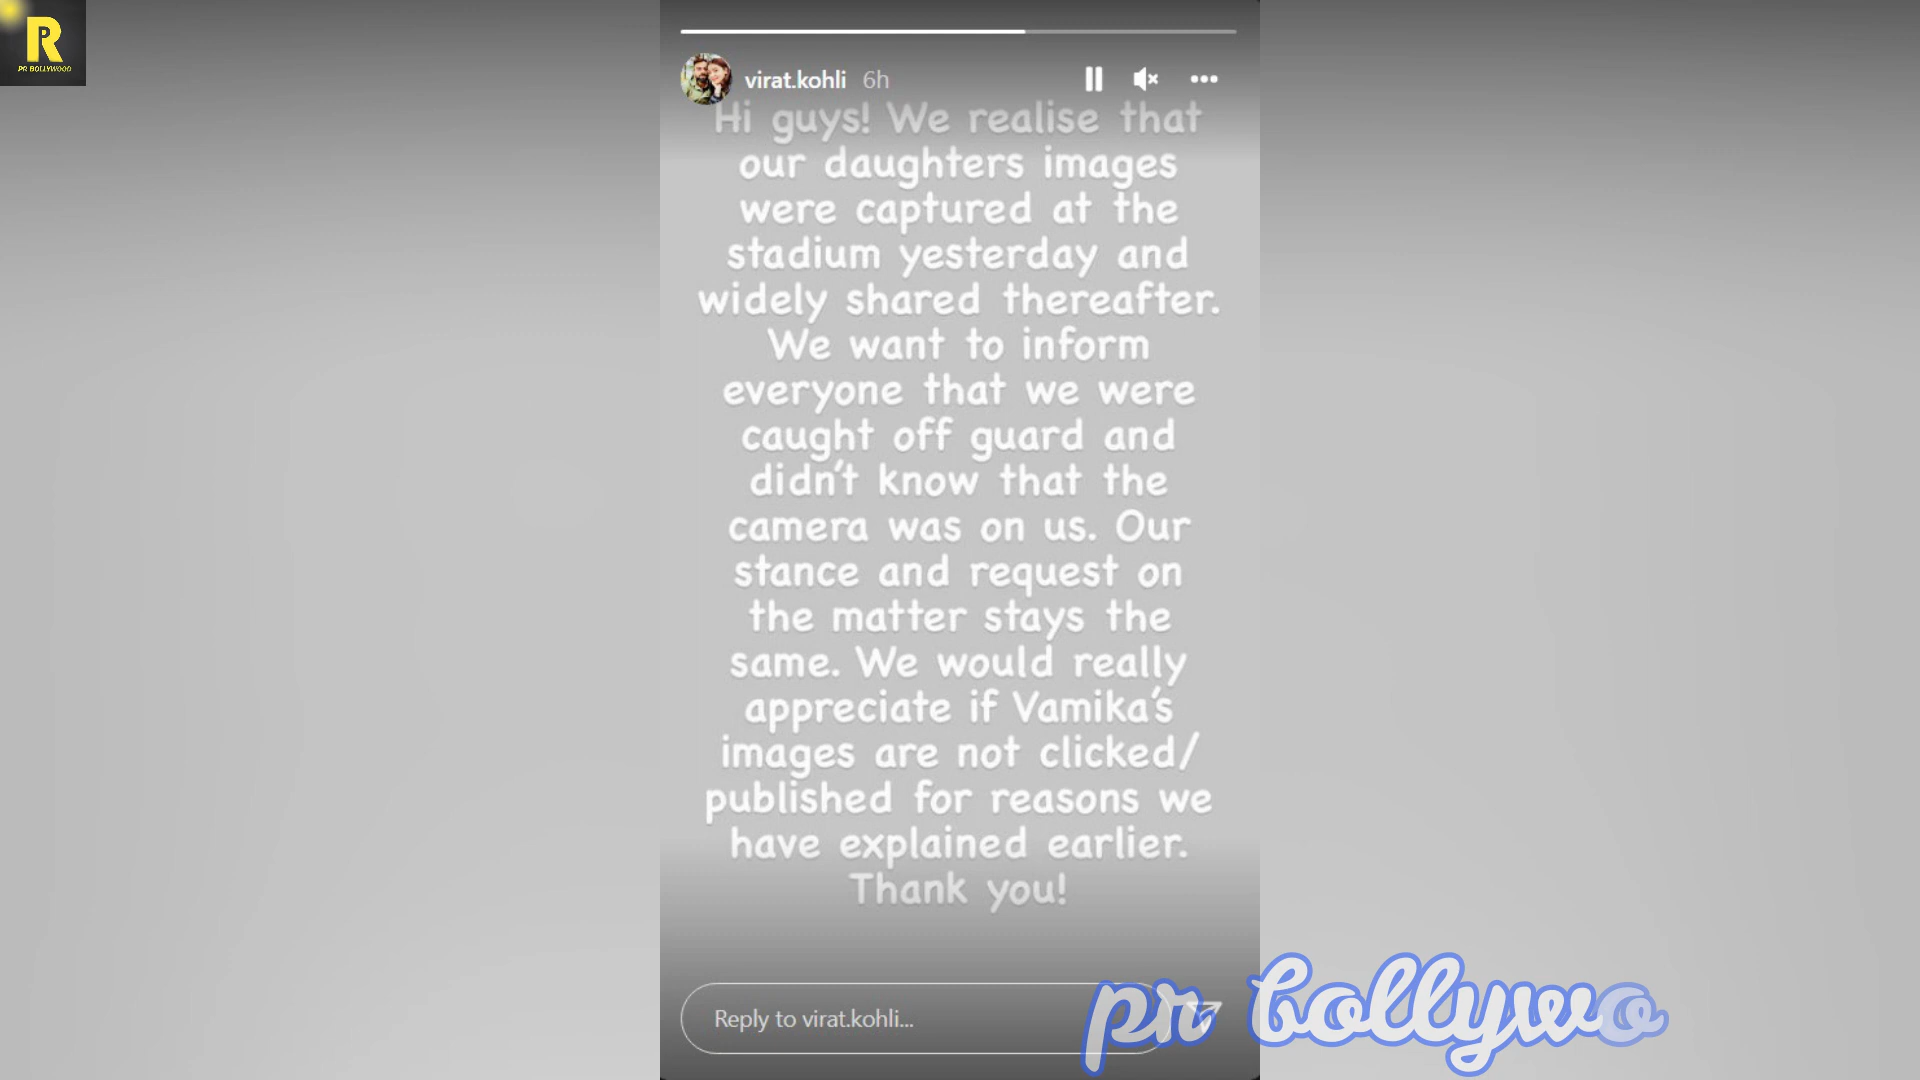 R
P
PR BOLLYWOOD
virat.kohli 6h
Hi guys! We realise that
our daughters images
were captured at the
stadium yesterday and
widely shared thereafter.
We want to inform
everyone that we were
caught off guard and
didn't know that the
camera was on us. Our
stance and request on
the matter stays the
same. We would really
appreciate if Vamika's
images are not clicked/
published for reasons we
have explained earlier.
Thank you!
Reply to virat.kohli...
pr bollywo